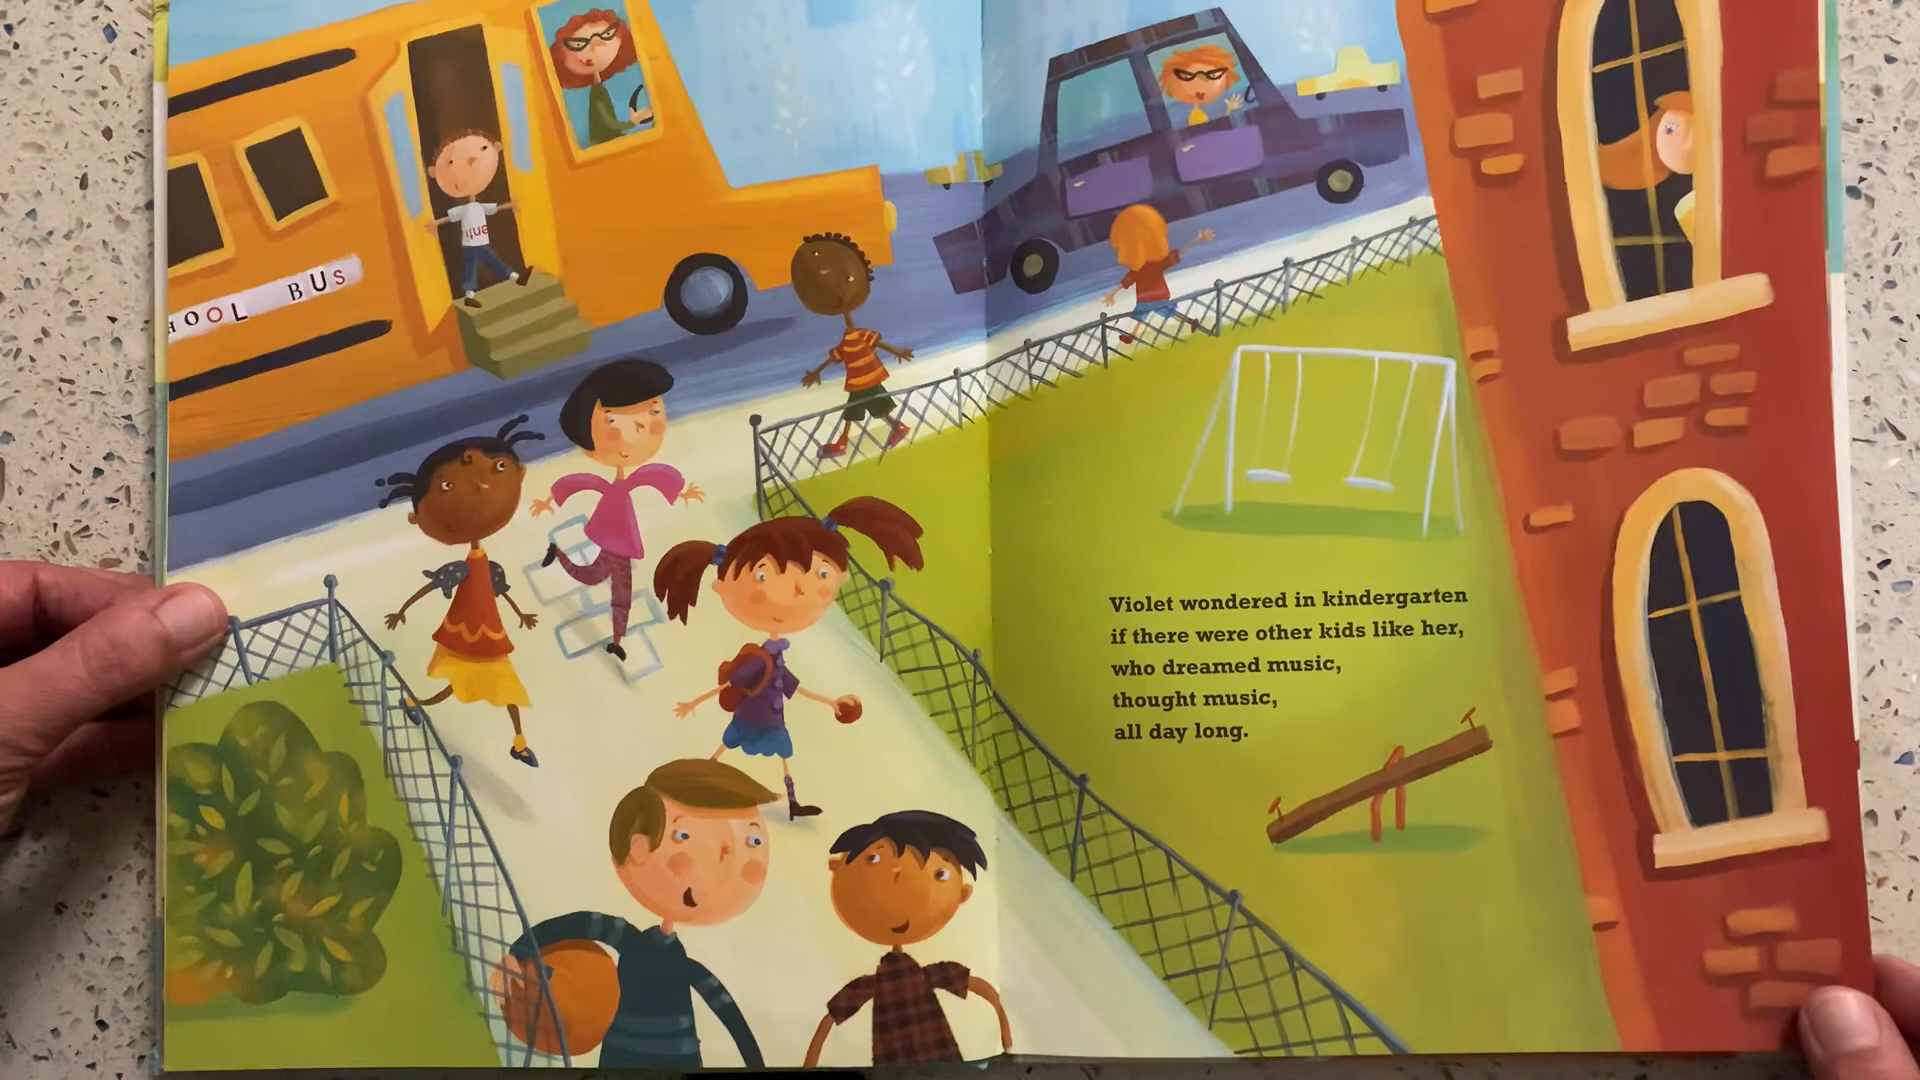 HOOL BUS
Violet wondered in kindergarten
if there were other kids like her,
who dreamed music,
thought music,
all day long.